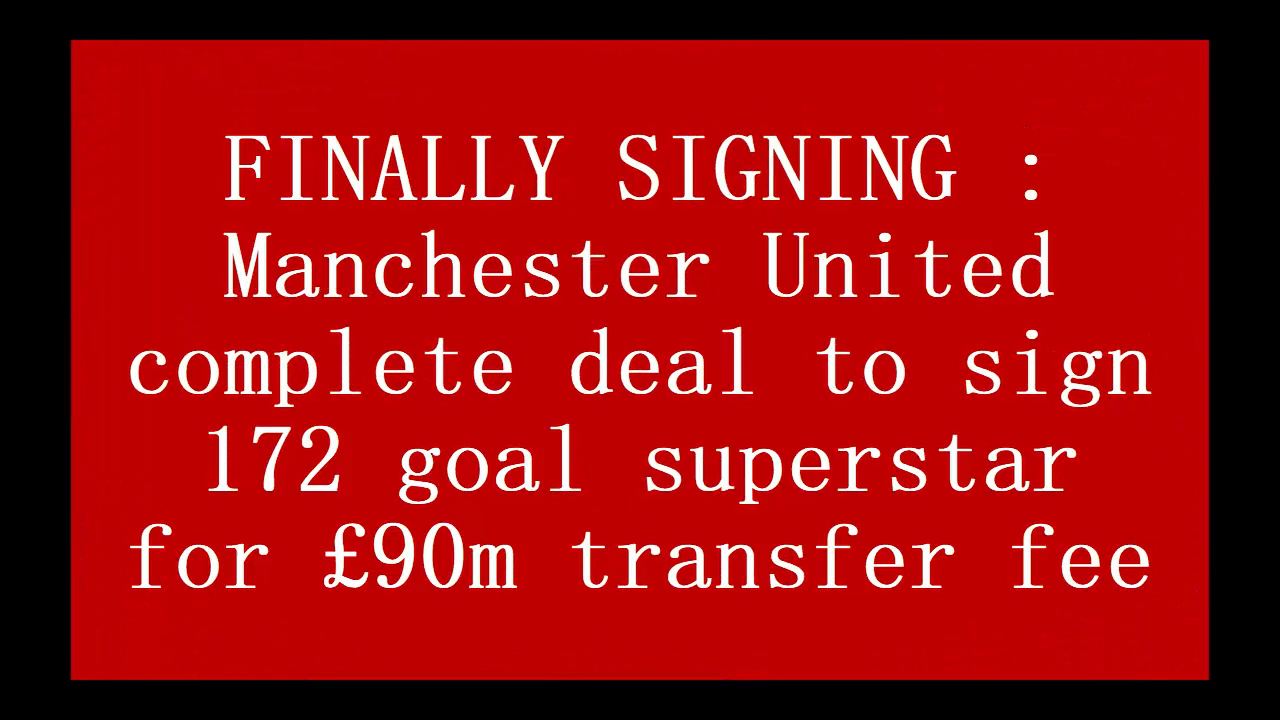 FINALLY SIGNING :
Manchester United
complete deal to sign
172 goal superstar
for £90m transfer fee